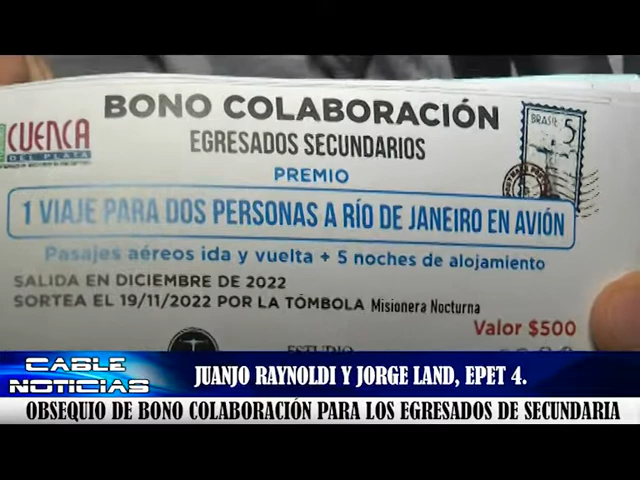 BONO COLABORACIÓN
CUENCA
DEL PLATA
EGRESADOS SECUNDARIOS
BRASIL 5
PREMIO
1 VIAJE PARA DOS PERSONAS A RÍO DE JANEIRO EN AVIÓN
Pasajes aéreos ida y vuelta + 5 noches de alojamiento
SALIDA EN DICIEMBRE DE 2022
SORTEA EL 19/11/2022 POR LA TÓMBOLA Misionera Nocturna
Valor $500
ESTUDIO
CABLE
NOTICIAS
JUANJO RAYNOLDI Y JORGE LAND, EPET 4.
OBSEQUIO DE BONO COLABORACIÓN PARA LOS EGRESADOS DE SECUNDARIA